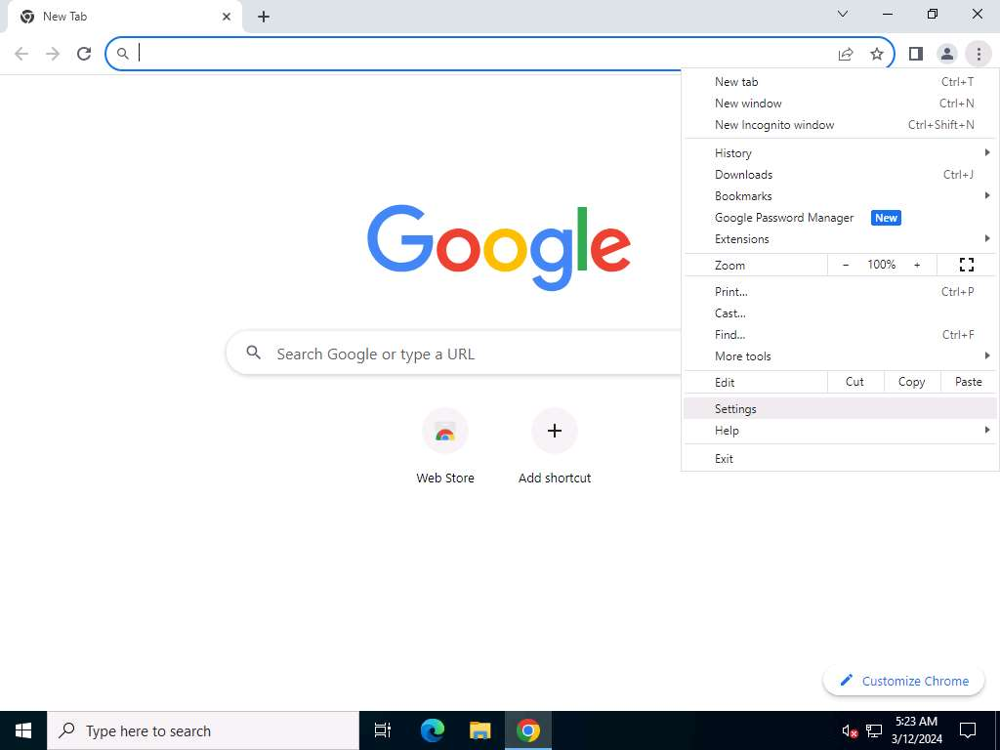 New Tab
New tab Ctrl+T
New window Ctrl+N
New Incognito window Ctrl+Shift+N
History
Downloads Ctrl+J
Bookmarks
Google Password Manager New
Extensions
Zoom − 100% +
Print... Ctrl+P
Cast...
Find... Ctrl+F
More tools
Edit Cut Copy Paste
Settings
Help
Exit
Google
Search Google or type a URL
Web Store
Add shortcut
Customize Chrome
Type here to search
5:23 AM
3/12/2024